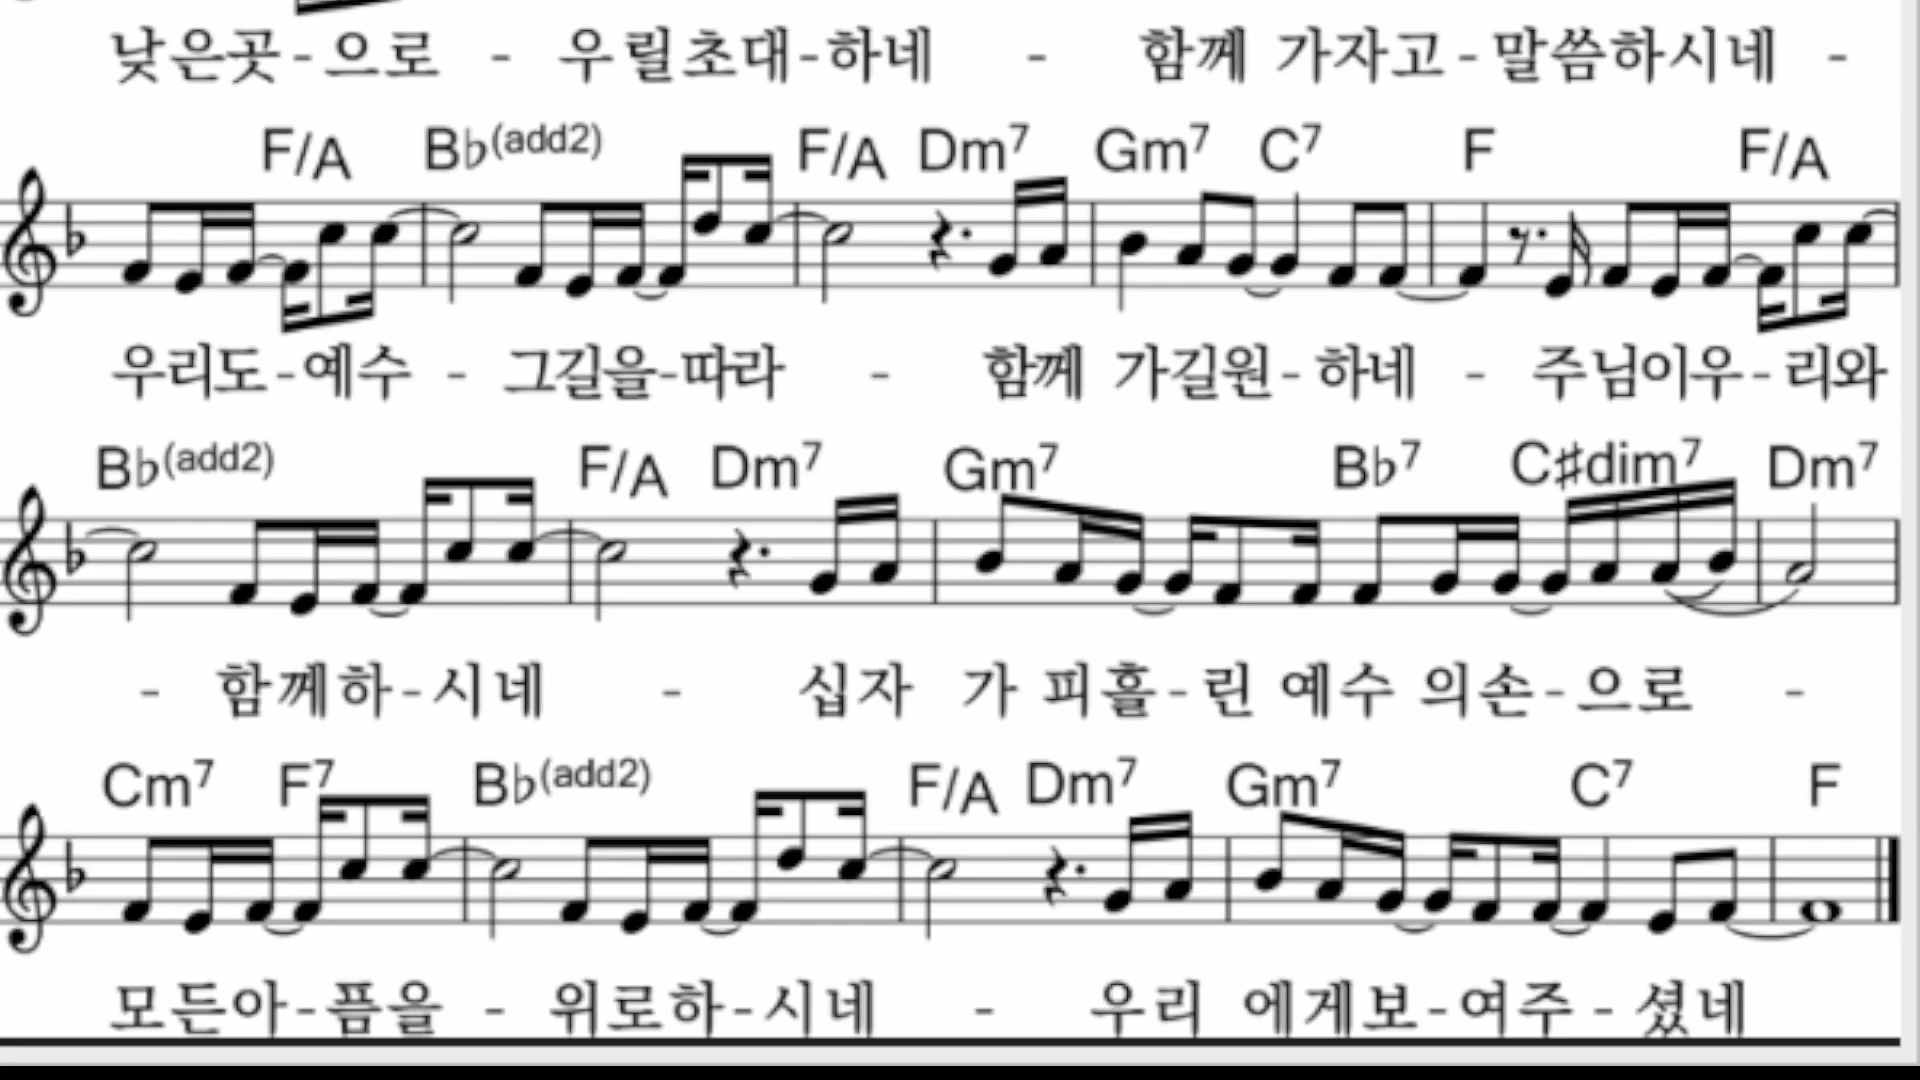 낮은곳-으로 - 우릴초대-하네 - 함께 가자고-말씀하시네 -
F/A B♭(add2) F/A Dm7 Gm7 C7 F F/A
우리도-예수 - 그길을-따라 - 함께 가길원-하네 - 주님이우-리와
B♭(add2) F/A Dm7 Gm7 B♭7 C♯dim7 Dm7
- 함께하-시네 - 십자 가 피흘-린 예수 의손-으로 -
Cm7 F7 B♭(add2) F/A Dm7 Gm7 C7 F
모든아-픔을 - 위로하-시네 - 우리 에게보-여주-셨네